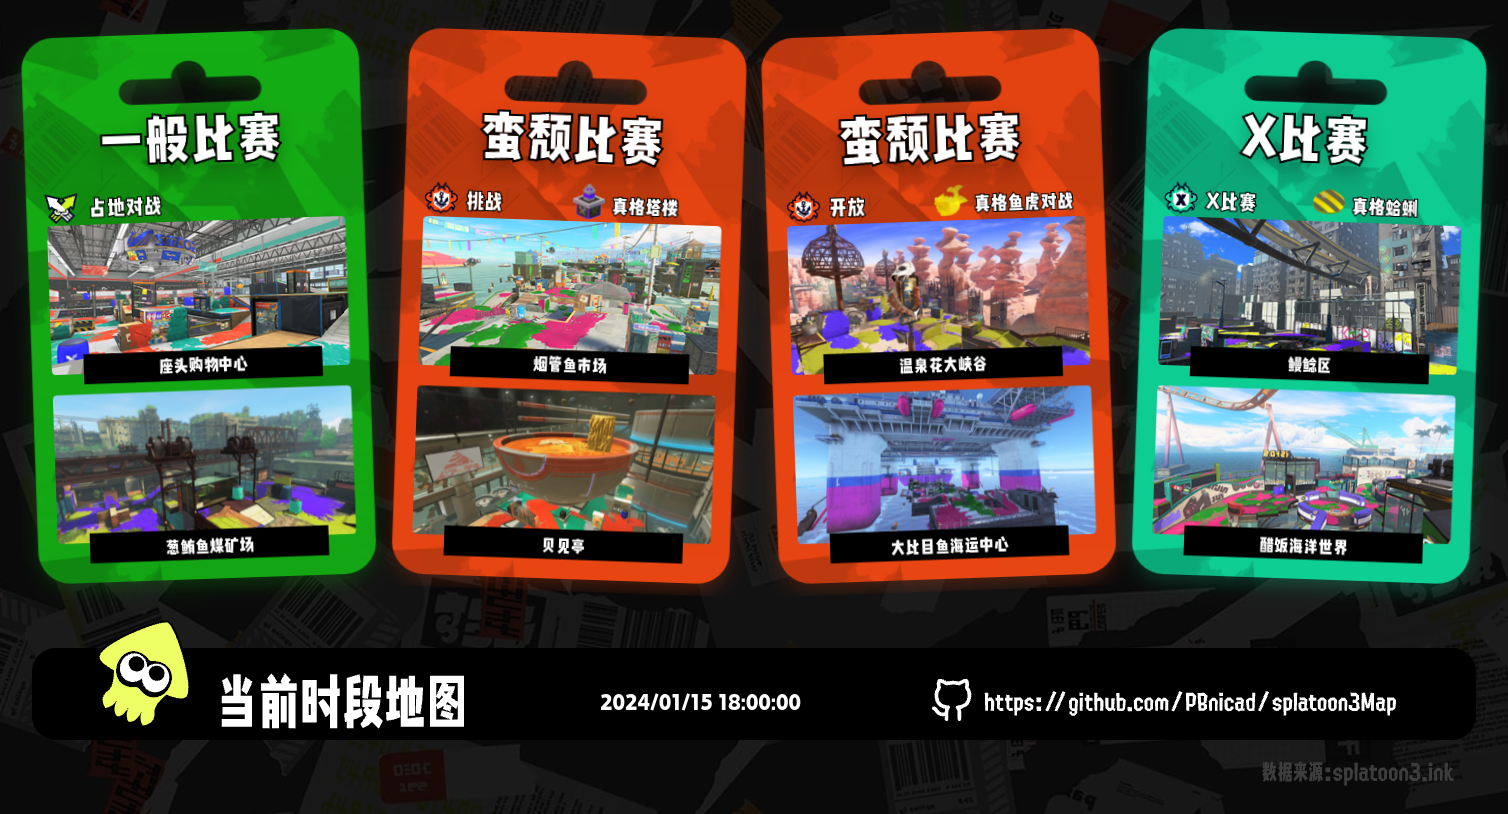 一般比赛
占地对战
座头购物中心
葱鲔鱼煤矿场
蛮颓比赛
挑战
真格塔楼
烟管鱼市场
贝见亭
蛮颓比赛
开放
真格鱼虎对战
温泉花大峡谷
大比目鱼海运中心
X比赛
X比赛
真格蛤蜊
鳗鲶区
醋饭海洋世界
当前时段地图
2024/01/15 18:00:00
https://github.com/PBnicad/splatoon3Map
数据来源:splatoon3.ink